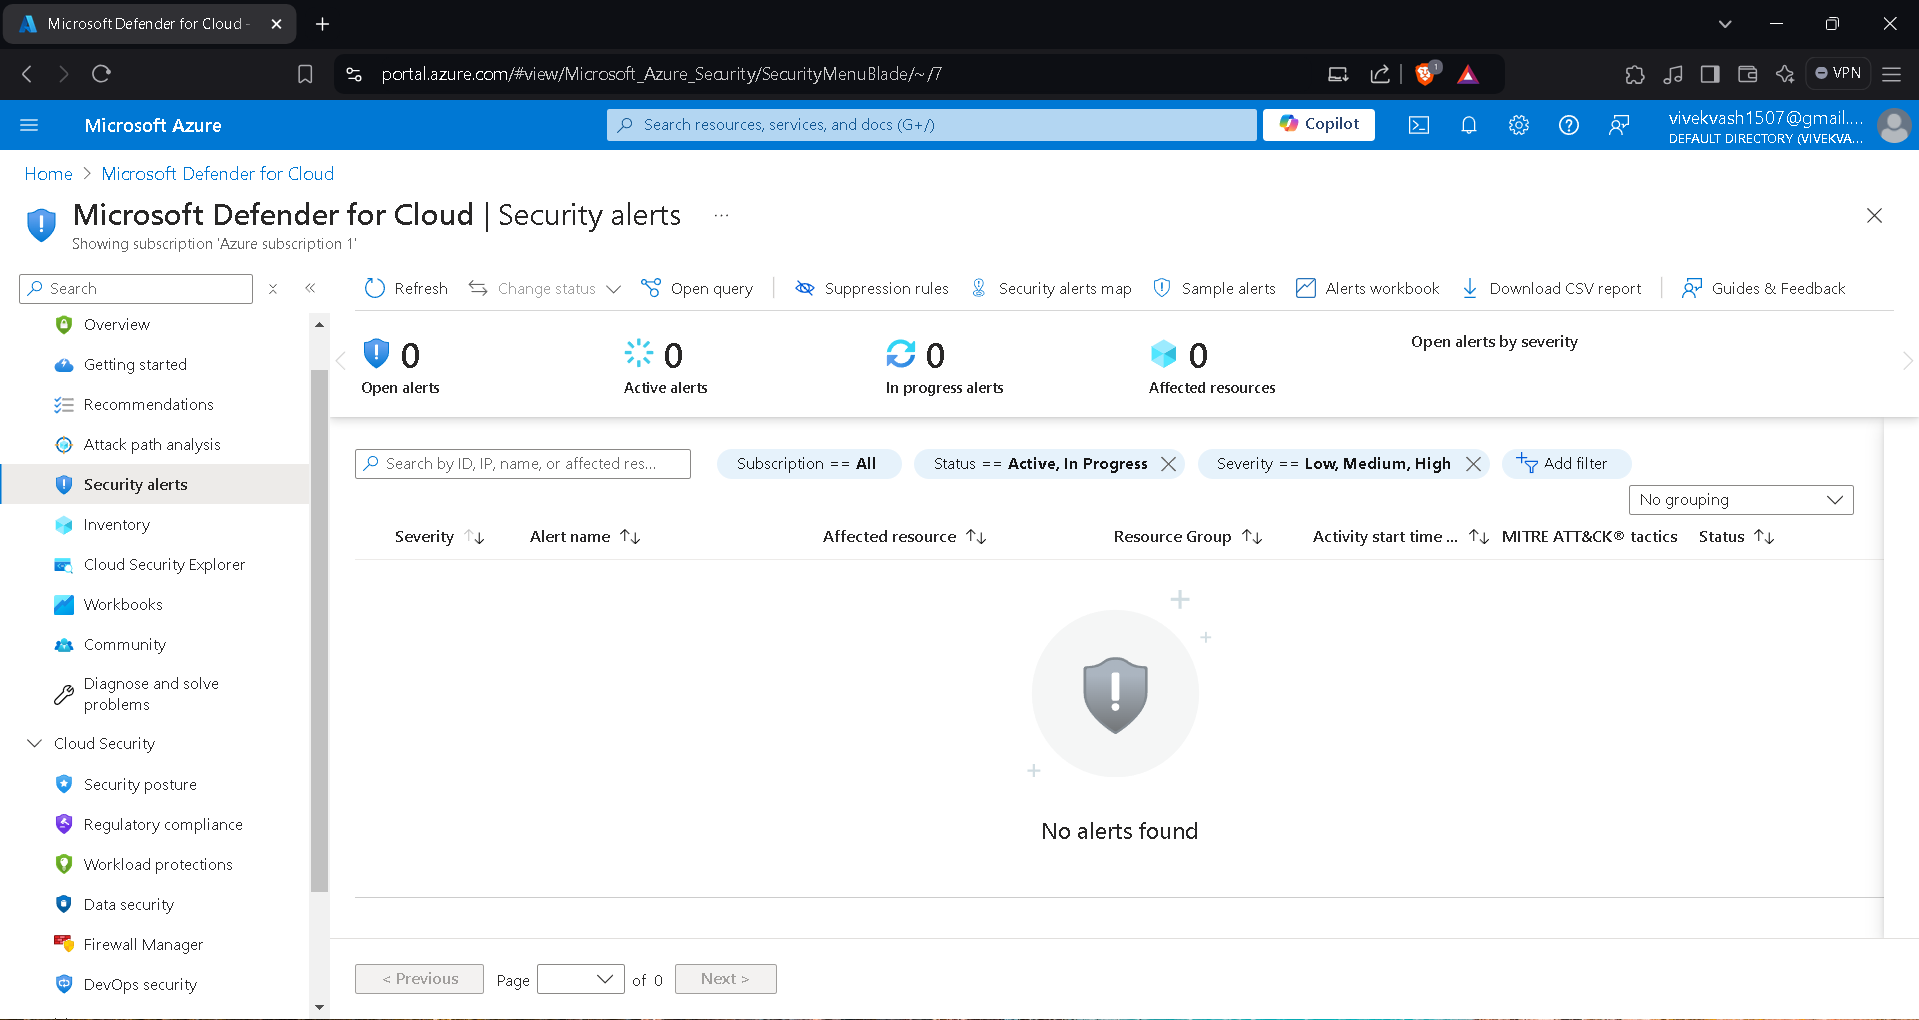 Microsoft Defender for Cloud -
portal.azure.com/#view/Microsoft_Azure_Security/SecurityMenuBlade/~/7
1
VPN
Microsoft Azure
Search resources, services, and docs (G+/)
Copilot
vivekvash1507@gmail....
DEFAULT DIRECTORY (VIVEKVA...
Home > Microsoft Defender for Cloud
Microsoft Defender for Cloud | Security alerts ...
Showing subscription 'Azure subscription 1'
Search
Overview
Getting started
Recommendations
Attack path analysis
Security alerts
Inventory
Cloud Security Explorer
Workbooks
Community
Diagnose and solve
problems
Cloud Security
Security posture
Regulatory compliance
Workload protections
Data security
Firewall Manager
DevOps security
Refresh Change status Open query Suppression rules Security alerts map Sample alerts Alerts workbook Download CSV report Guides & Feedback
0
Open alerts
0
Active alerts
0
In progress alerts
0
Affected resources
Open alerts by severity
Search by ID, IP, name, or affected res...
Subscription == All
Status == Active, In Progress
Severity == Low, Medium, High
Add filter
No grouping
Severity Alert name Affected resource Resource Group Activity start time ... MITRE ATT&CK® tactics Status
No alerts found
< Previous Page of 0 Next >